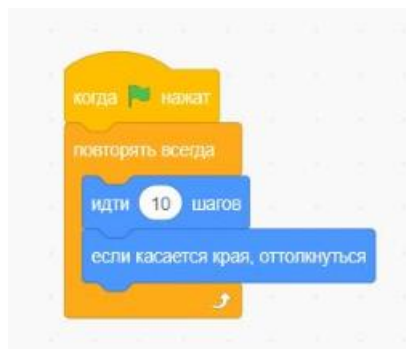 когда нажат
повторять всегда
идти 10 шагов
если касается края, оттолкнуться